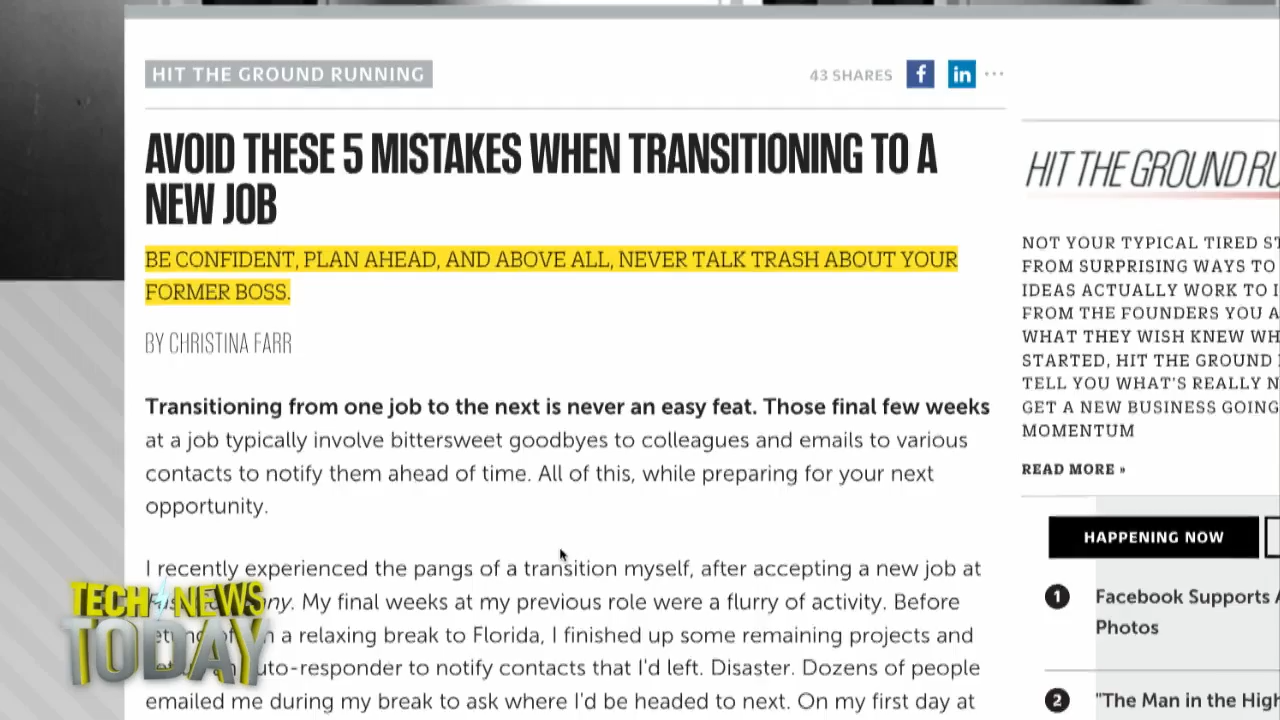 HIT THE GROUND RUNNING
43 SHARES
f
in
AVOID THESE 5 MISTAKES WHEN TRANSITIONING TO A
NEW JOB
BE CONFIDENT, PLAN AHEAD, AND ABOVE ALL, NEVER TALK TRASH ABOUT YOUR
FORMER BOSS.
BY CHRISTINA FARR
Transitioning from one job to the next is never an easy feat. Those final few weeks
at a job typically involve bittersweet goodbyes to colleagues and emails to various
contacts to notify them ahead of time. All of this, while preparing for your next
opportunity.
I recently experienced the pangs of a transition myself, after accepting a new job at
My final weeks at my previous role were a flurry of activity. Before
a relaxing break to Florida, I finished up some remaining projects and
to-responder to notify contacts that I'd left. Disaster. Dozens of people
emailed me during my break to ask where I'd be headed to next. On my first day at
TECH NEWS
TODAY
HIT THE GROUND RU
NOT YOUR TYPICAL TIRED ST
FROM SURPRISING WAYS TO
IDEAS ACTUALLY WORK TO
FROM THE FOUNDERS YOU A
WHAT THEY WISH KNEW WH
STARTED, HIT THE GROUND
TELL YOU WHAT'S REALLY N
GET A NEW BUSINESS GOING
MOMENTUM
READ MORE »
HAPPENING NOW
1 Facebook Supports
Photos
2 "The Man in the High